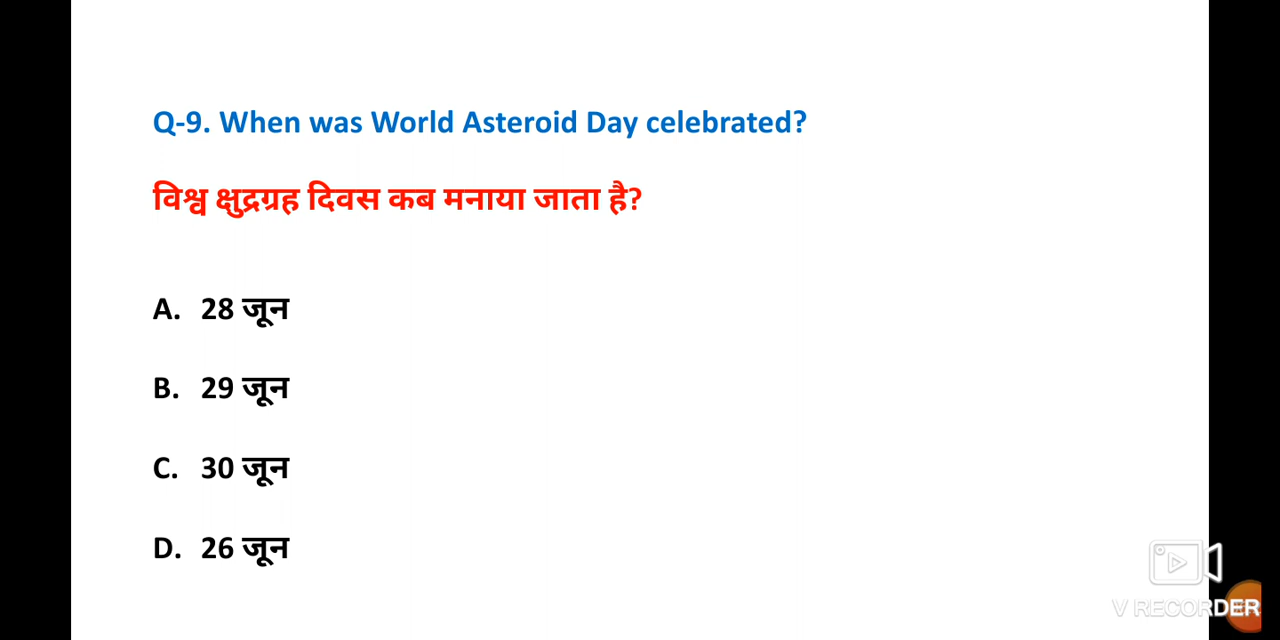 Q-9. When was World Asteroid Day celebrated?
विश्व क्षुद्रग्रह दिवस कब मनाया जाता है?
A. 28 जून
B. 29 जून
C. 30 जून
D. 26 जून
V RECORDER